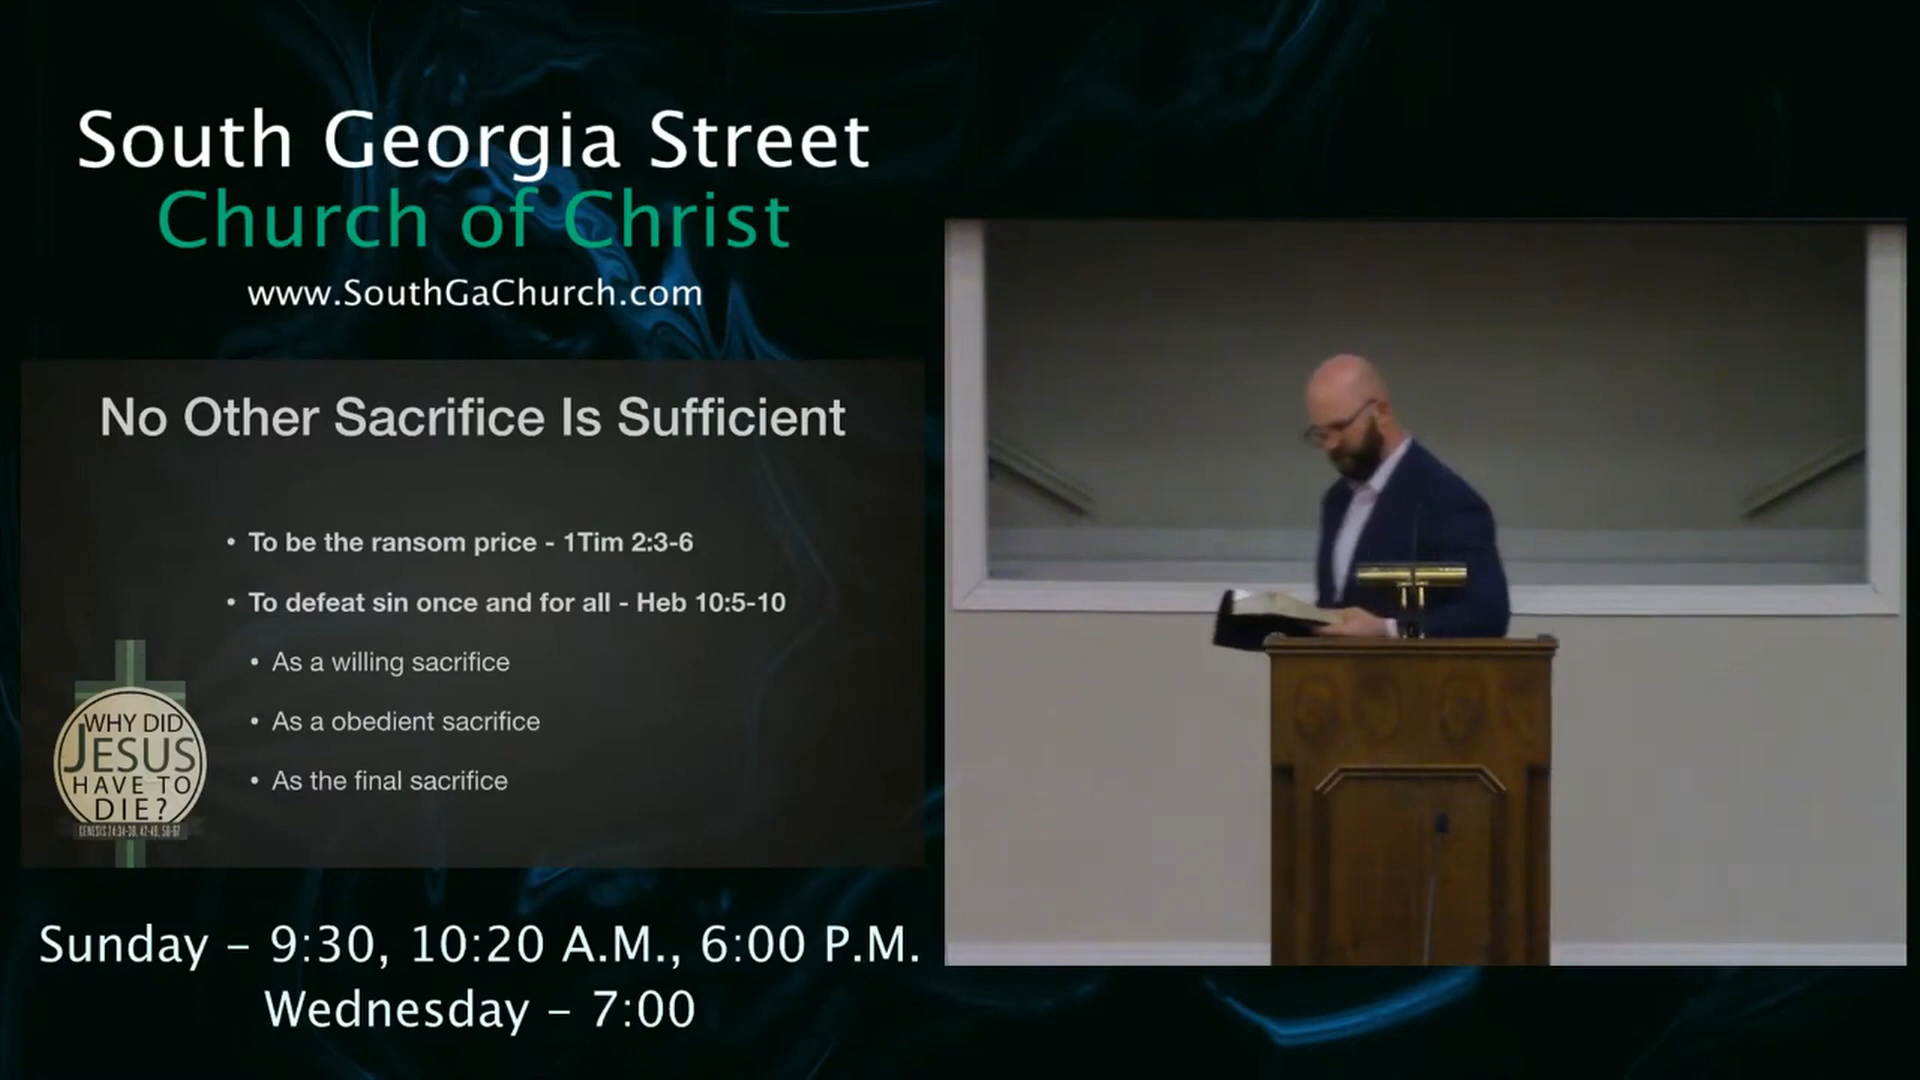 South Georgia Street
Church of Christ
www.SouthGaChurch.com
No Other Sacrifice Is Sufficient
• To be the ransom price - 1Tim 2:3-6
• To defeat sin once and for all - Heb 10:5-10
• As a willing sacrifice
• As a obedient sacrifice
• As the final sacrifice
WHY DID
JESUS
HAVE TO
DIE?
Sunday – 9:30, 10:20 A.M., 6:00 P.M.
Wednesday – 7:00